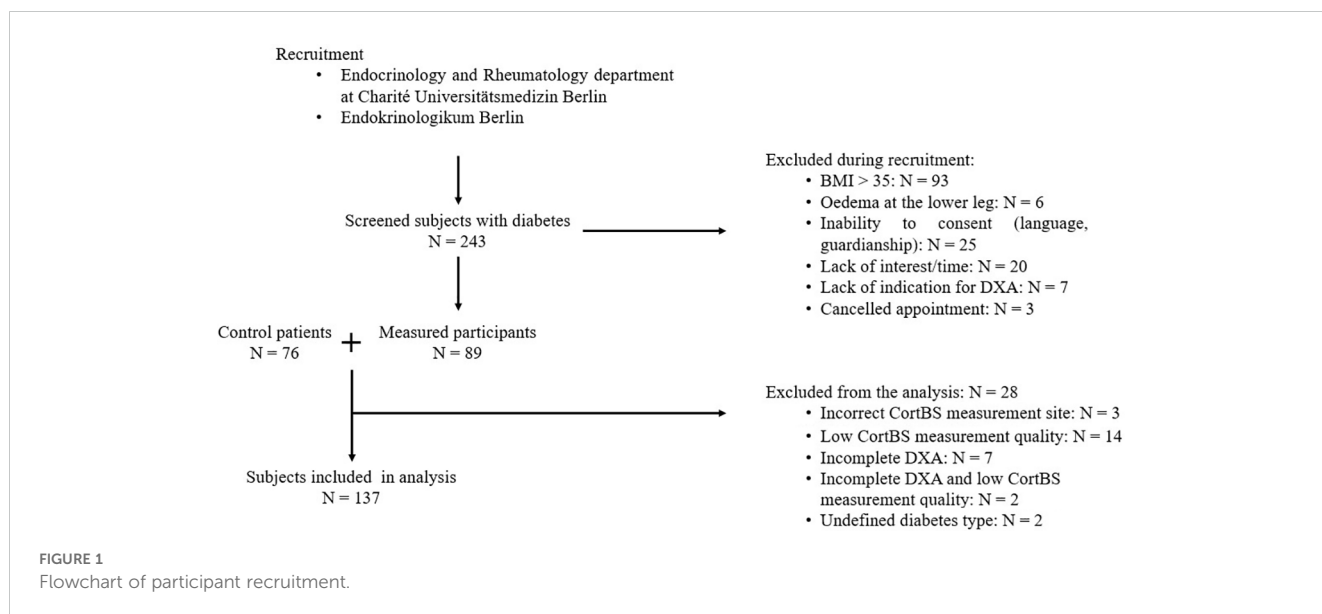 Recruitment
• Endocrinology and Rheumatology department
at Charité Universitätsmedizin Berlin
• Endokrinologikum Berlin
Screened subjects with diabetes
N = 243
Excluded during recruitment:
• BMI > 35: N = 93
• Oedema at the lower leg: N = 6
• Inability to consent (language,
guardianship): N = 25
• Lack of interest/time: N = 20
• Lack of indication for DXA: N = 7
• Cancelled appointment: N = 3
Control patients
N = 76
+
Measured participants
N = 89
Excluded from the analysis: N = 28
• Incorrect CortBS measurement site: N = 3
• Low CortBS measurement quality: N = 14
• Incomplete DXA: N = 7
• Incomplete DXA and low CortBS
measurement quality: N = 2
• Undefined diabetes type: N = 2
Subjects included in analysis
N = 137
FIGURE 1
Flowchart of participant recruitment.